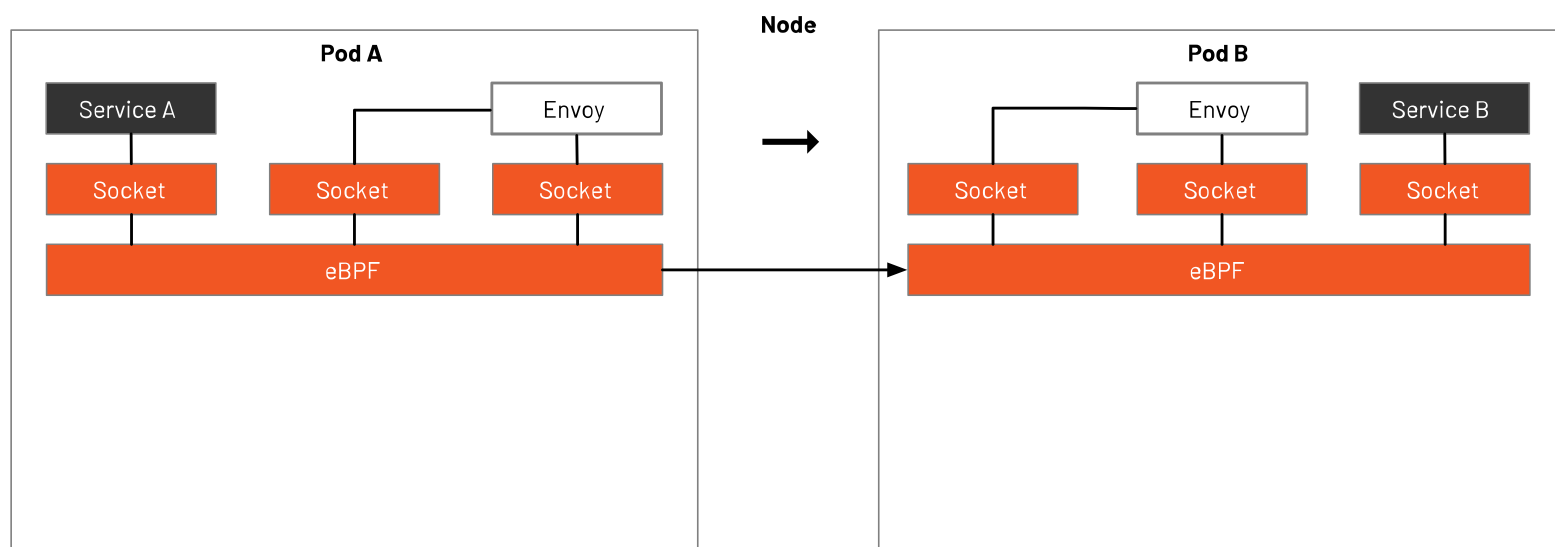 Node
Pod A
Service A
Envoy
Socket
Socket
Socket
eBPF
Pod B
Envoy
Service B
Socket
Socket
Socket
eBPF